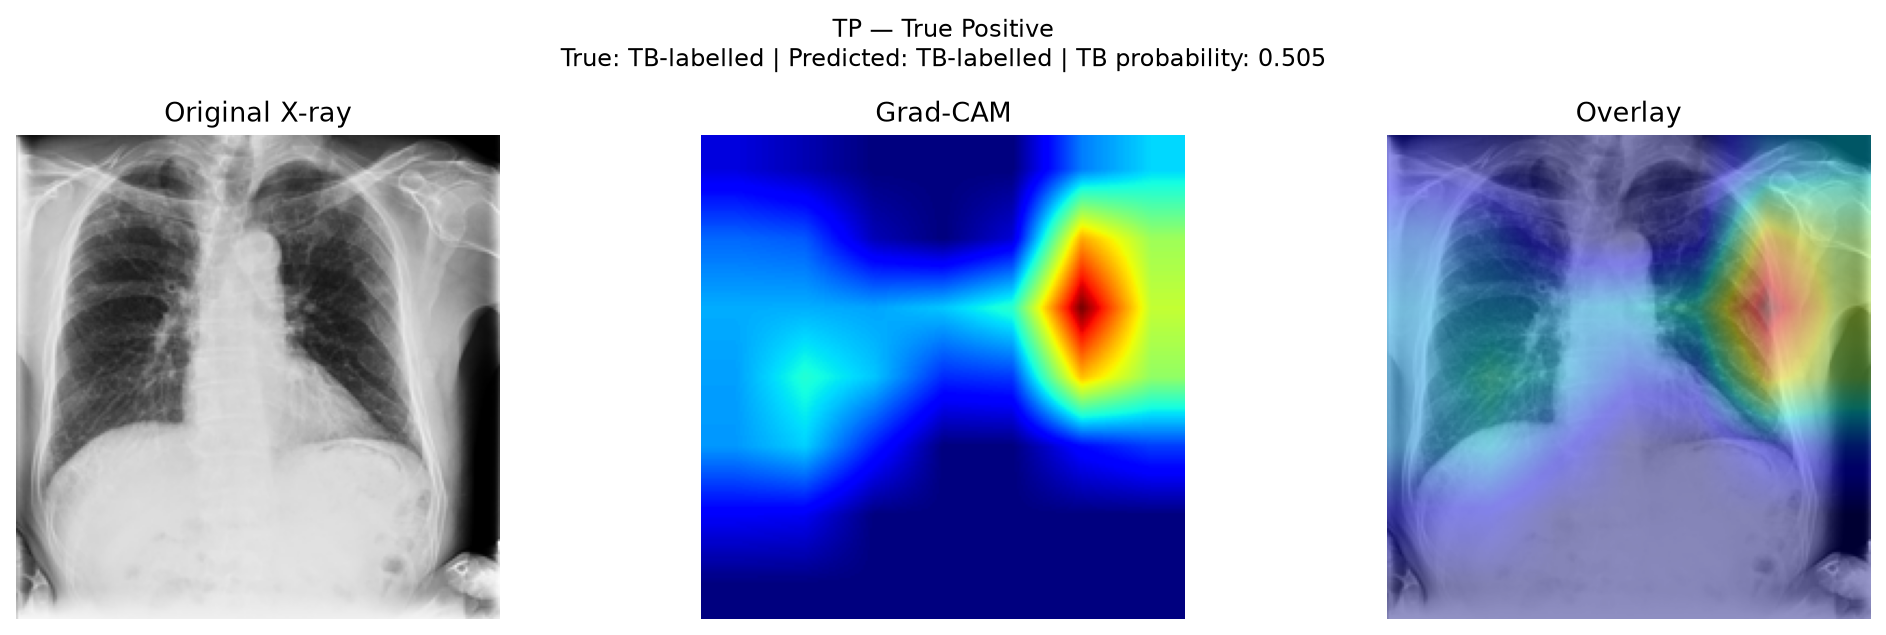 TP — True Positive
True: TB-labelled | Predicted: TB-labelled | TB probability: 0.505
Original X-ray
Grad-CAM
Overlay